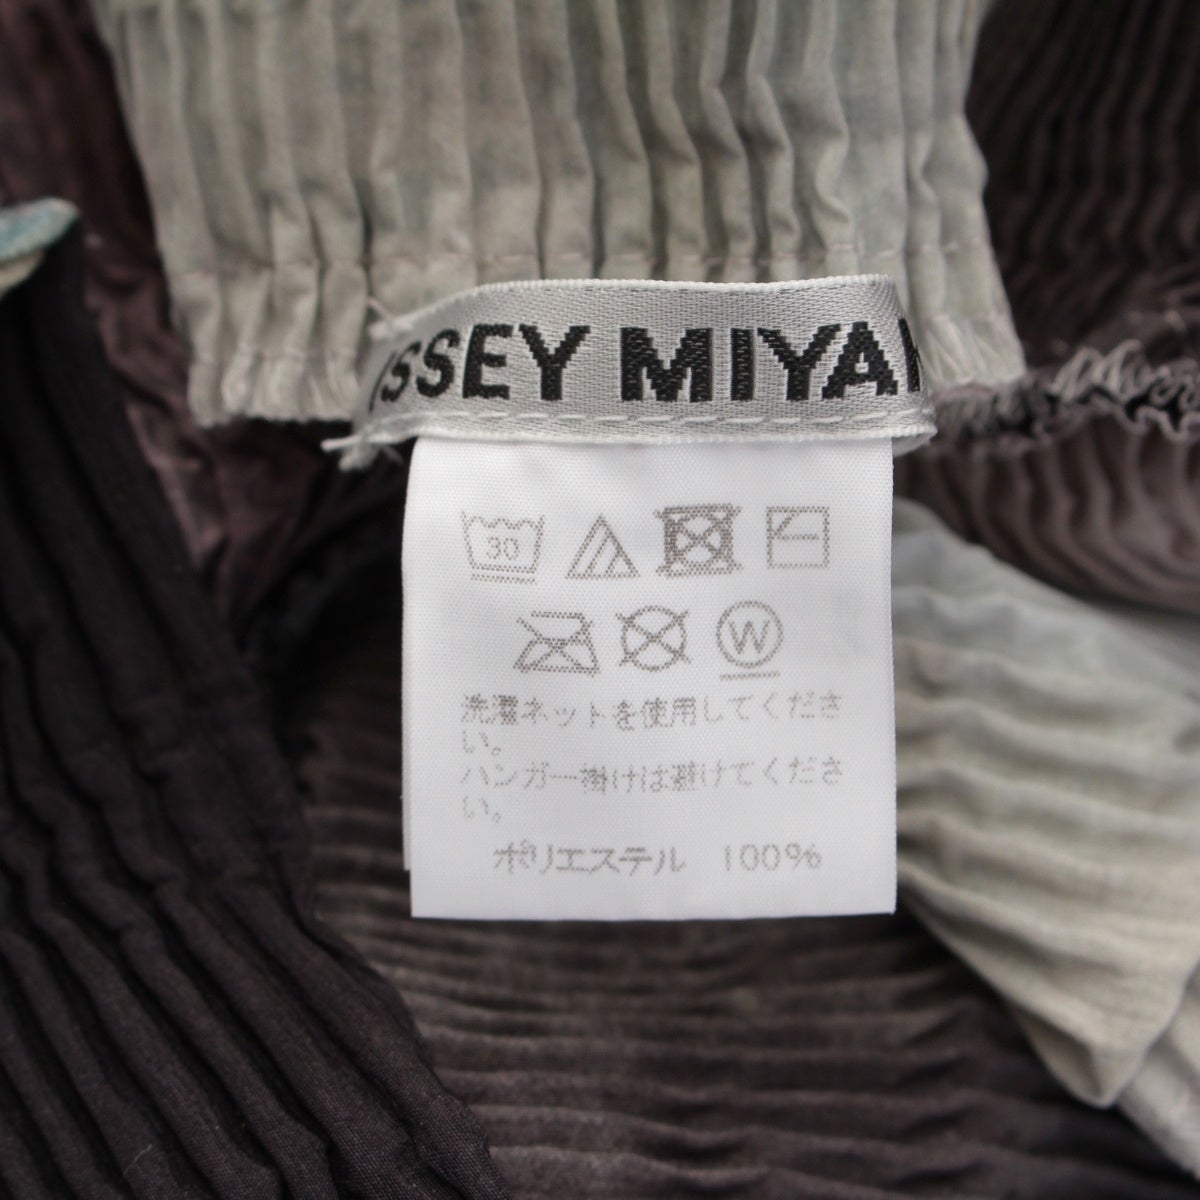 ISSEY MIYAK
30
W
洗濯ネットを使用してくださ
い。
ハンガー掛けは避けてくださ
い。
ポリエステル 100%